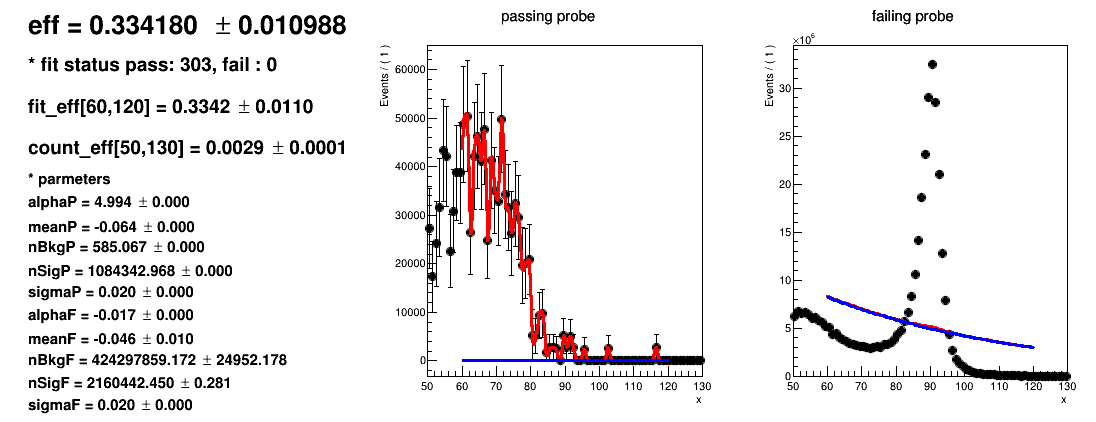 eff = 0.334180 ± 0.010988
* fit status pass: 303, fail : 0
fit_eff[60,120] = 0.3342 ± 0.0110
count_eff[50,130] = 0.0029 ± 0.0001
* parmeters
alphaP = 4.994 ± 0.000
meanP = -0.064 ± 0.000
nBkgP = 585.067 ± 0.000
nSigP = 1084342.968 ± 0.000
sigmaP = 0.020 ± 0.000
alphaF = -0.017 ± 0.000
meanF = -0.046 ± 0.010
nBkgF = 424297859.172 ± 24952.178
nSigF = 2160442.450 ± 0.281
sigmaF = 0.020 ± 0.000
passing probe
Events / ( 1 )
60000
50000
40000
30000
20000
10000
0
50 60 70 80 90 100 110 120 130
x
failing probe
×10⁶
Events / ( 1 )
30
25
20
15
10
5
0
50 60 70 80 90 100 110 120 130
x